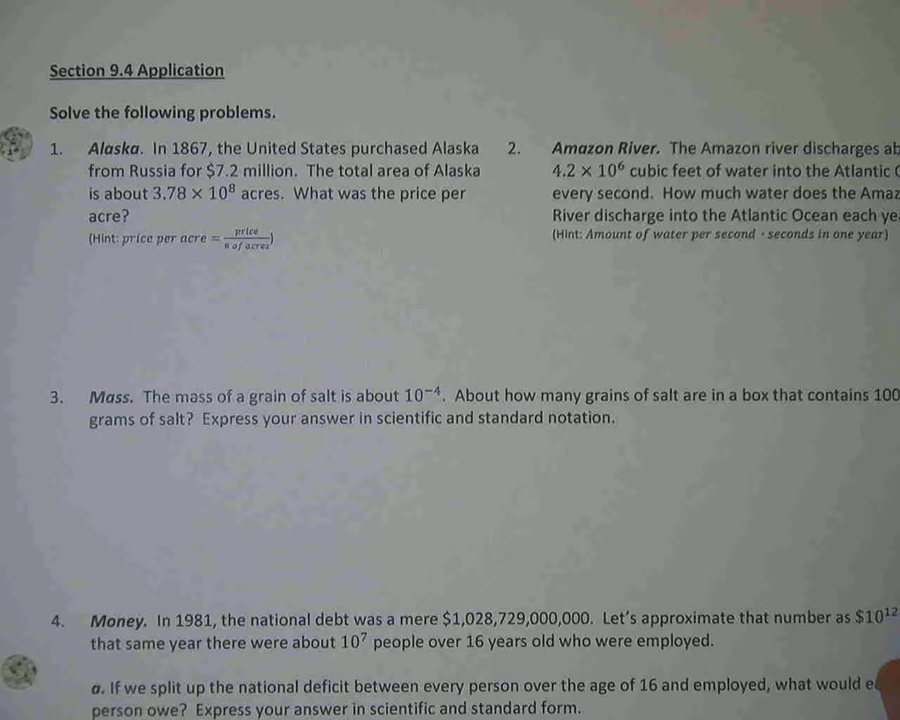 Section 9.4 Application
Solve the following problems.
1. Alaska. In 1867, the United States purchased Alaska
from Russia for $7.2 million. The total area of Alaska
is about 3.78 × 10⁸ acres. What was the price per
acre?
(Hint: price per acre = price / # of acres)
2. Amazon River. The Amazon river discharges ab
4.2 × 10⁶ cubic feet of water into the Atlantic
every second. How much water does the Amaz
River discharge into the Atlantic Ocean each ye
(Hint: Amount of water per second · seconds in one year)
3. Mass. The mass of a grain of salt is about 10⁻⁴. About how many grains of salt are in a box that contains 100
grams of salt? Express your answer in scientific and standard notation.
4. Money. In 1981, the national debt was a mere $1,028,729,000,000. Let's approximate that number as $10¹²
that same year there were about 10⁷ people over 16 years old who were employed.
a. If we split up the national deficit between every person over the age of 16 and employed, what would e
person owe? Express your answer in scientific and standard form.